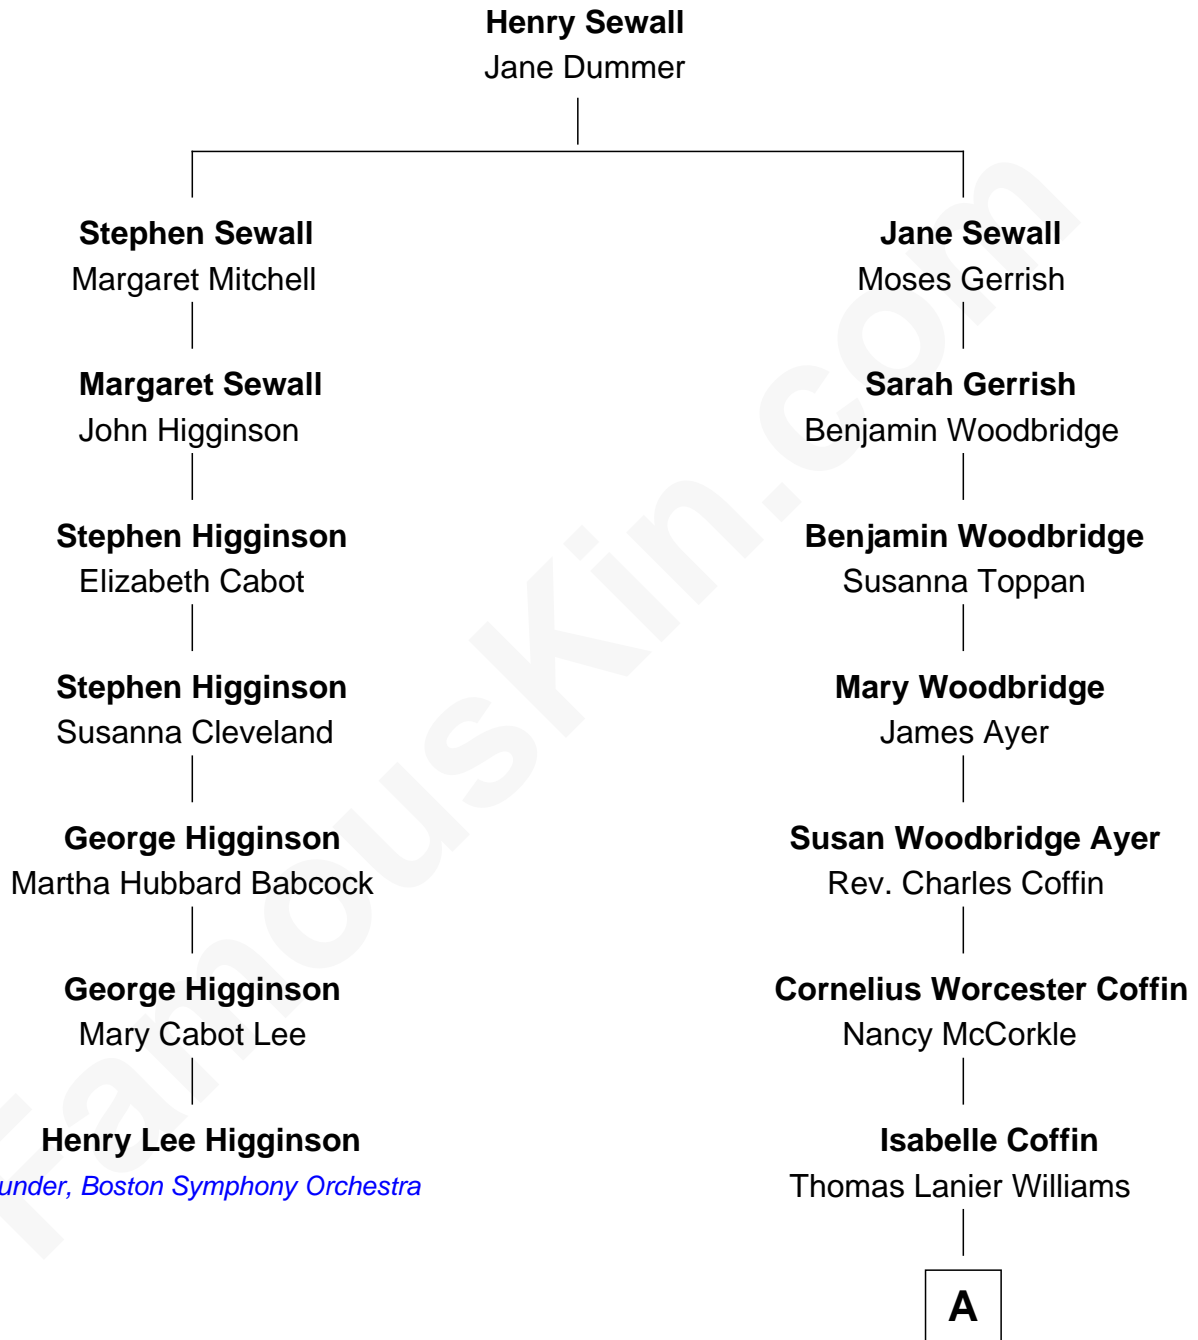 Henry Sewall
Jane Dummer
Stephen Sewall
Margaret Mitchell
Jane Sewall
Moses Gerrish
Margaret Sewall
John Higginson
Sarah Gerrish
Benjamin Woodbridge
Stephen Higginson
Elizabeth Cabot
Benjamin Woodbridge
Susanna Toppan
Stephen Higginson
Susanna Cleveland
Mary Woodbridge
James Ayer
George Higginson
Martha Hubbard Babcock
Susan Woodbridge Ayer
Rev. Charles Coffin
George Higginson
Mary Cabot Lee
Cornelius Worcester Coffin
Nancy McCorkle
Henry Lee Higginson
under, Boston Symphony Orchestra
Isabelle Coffin
Thomas Lanier Williams
A
FamousKin.com